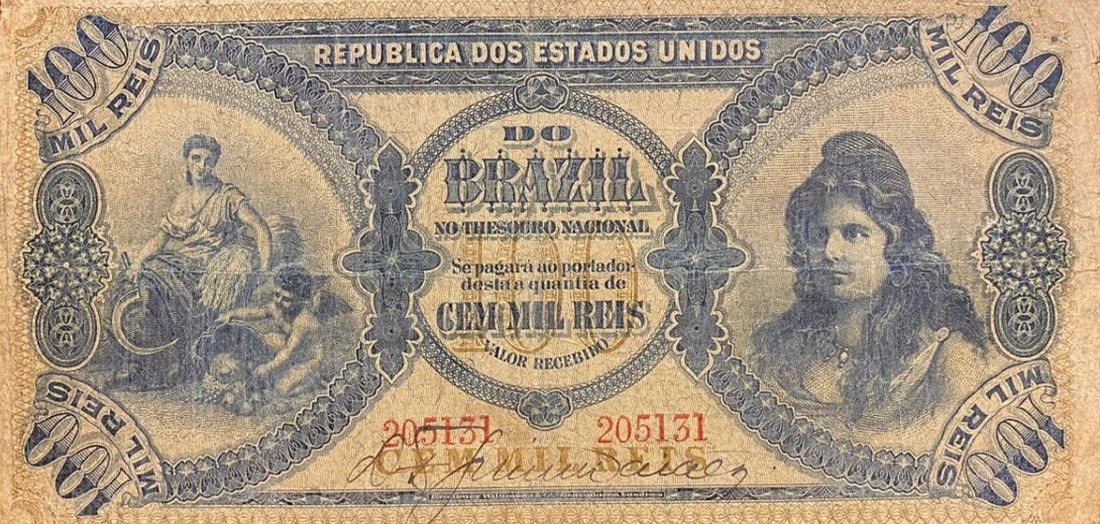 REPUBLICA DOS ESTADOS UNIDOS
100
MIL REIS
100
MIL REIS
DO
BRAZIL
NO THESOURO NACIONAL
100
Se pagará ao portador
desta a quantia de
CEM MIL REIS
VALOR RECEBIDO
205131 205131
CEM MIL REIS
MIL REIS
100
MIL REIS
100